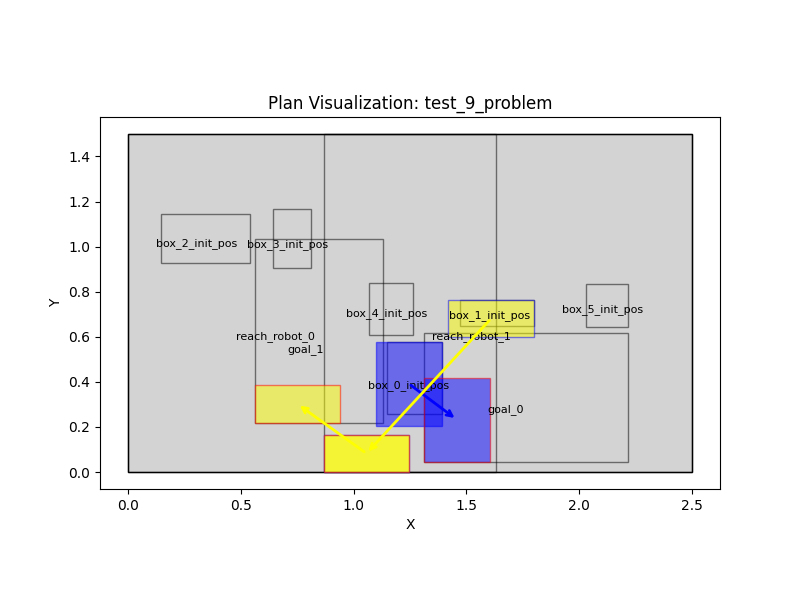 Plan Visualization: test_9_problem
Y
1.4
1.2
1.0
0.8
0.6
0.4
0.2
0.0
box_2_init_pos
box_3_init_pos
box_4_init_pos
box_1_init_pos
box_5_init_pos
reach_robot_0
reach_robot_1
goal_1
box_0_init_pos
goal_0
0.0
0.5
1.0
1.5
2.0
2.5
X